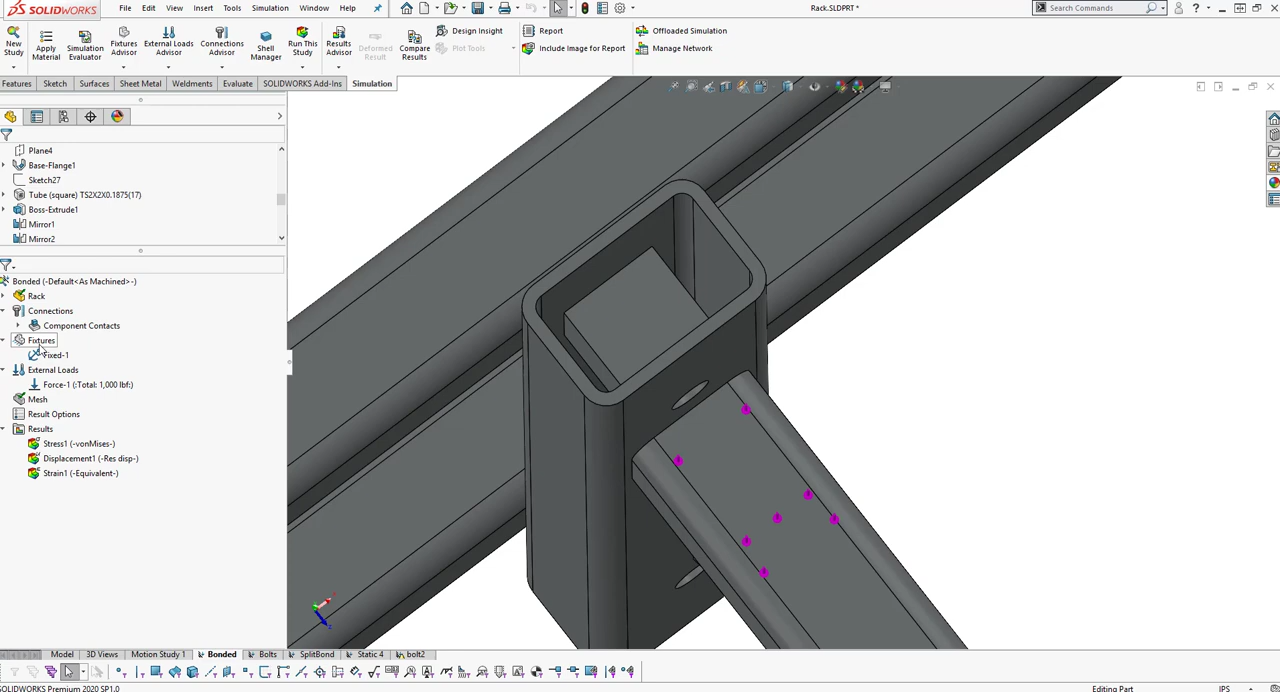 SOLIDWORKS
File Edit View Insert Tools Simulation Window Help
Rack.SLDPRT *
Search Commands
New Study
Apply Material
Simulation Evaluator
Fixtures Advisor
External Loads Advisor
Connections Advisor
Shell Manager
Run This Study
Results Advisor
Deformed Result
Compare Results
Design Insight
Plot Tools
Report
Include Image for Report
Offloaded Simulation
Manage Network
Features Sketch Surfaces Sheet Metal Weldments Evaluate SOLIDWORKS Add-Ins Simulation
Plane4
Base-Flange1
Sketch27
Tube (square) TS2X2X0.1875(17)
Boss-Extrude1
Mirror1
Mirror2
Bonded (-Default<As Machined>-)
Rack
Connections
Component Contacts
Fixtures
Fixed-1
External Loads
Force-1 (:Total: 1,000 lbf:)
Mesh
Result Options
Results
Stress1 (-vonMises-)
Displacement1 (-Res disp-)
Strain1 (-Equivalent-)
Model 3D Views Motion Study 1 Bonded Bolts SplitBond Static 4 bolt2
SOLIDWORKS Premium 2020 SP1.0
Editing Part
IPS